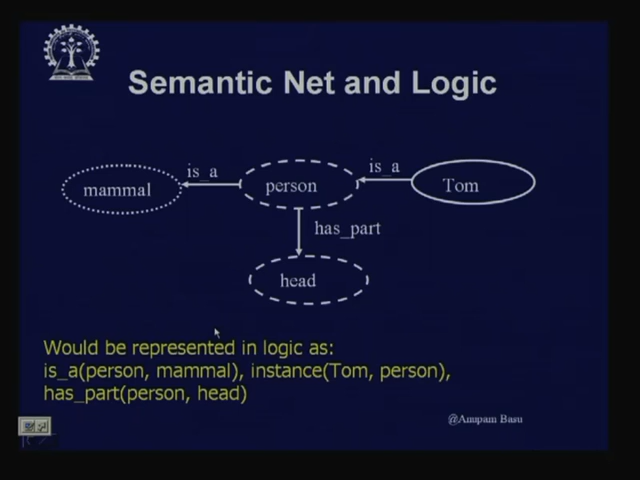 Semantic Net and Logic
is_a
is_a
mammal
person
Tom
has_part
head
Would be represented in logic as:
is_a(person, mammal), instance(Tom, person),
has_part(person, head)
@Anupam Basu